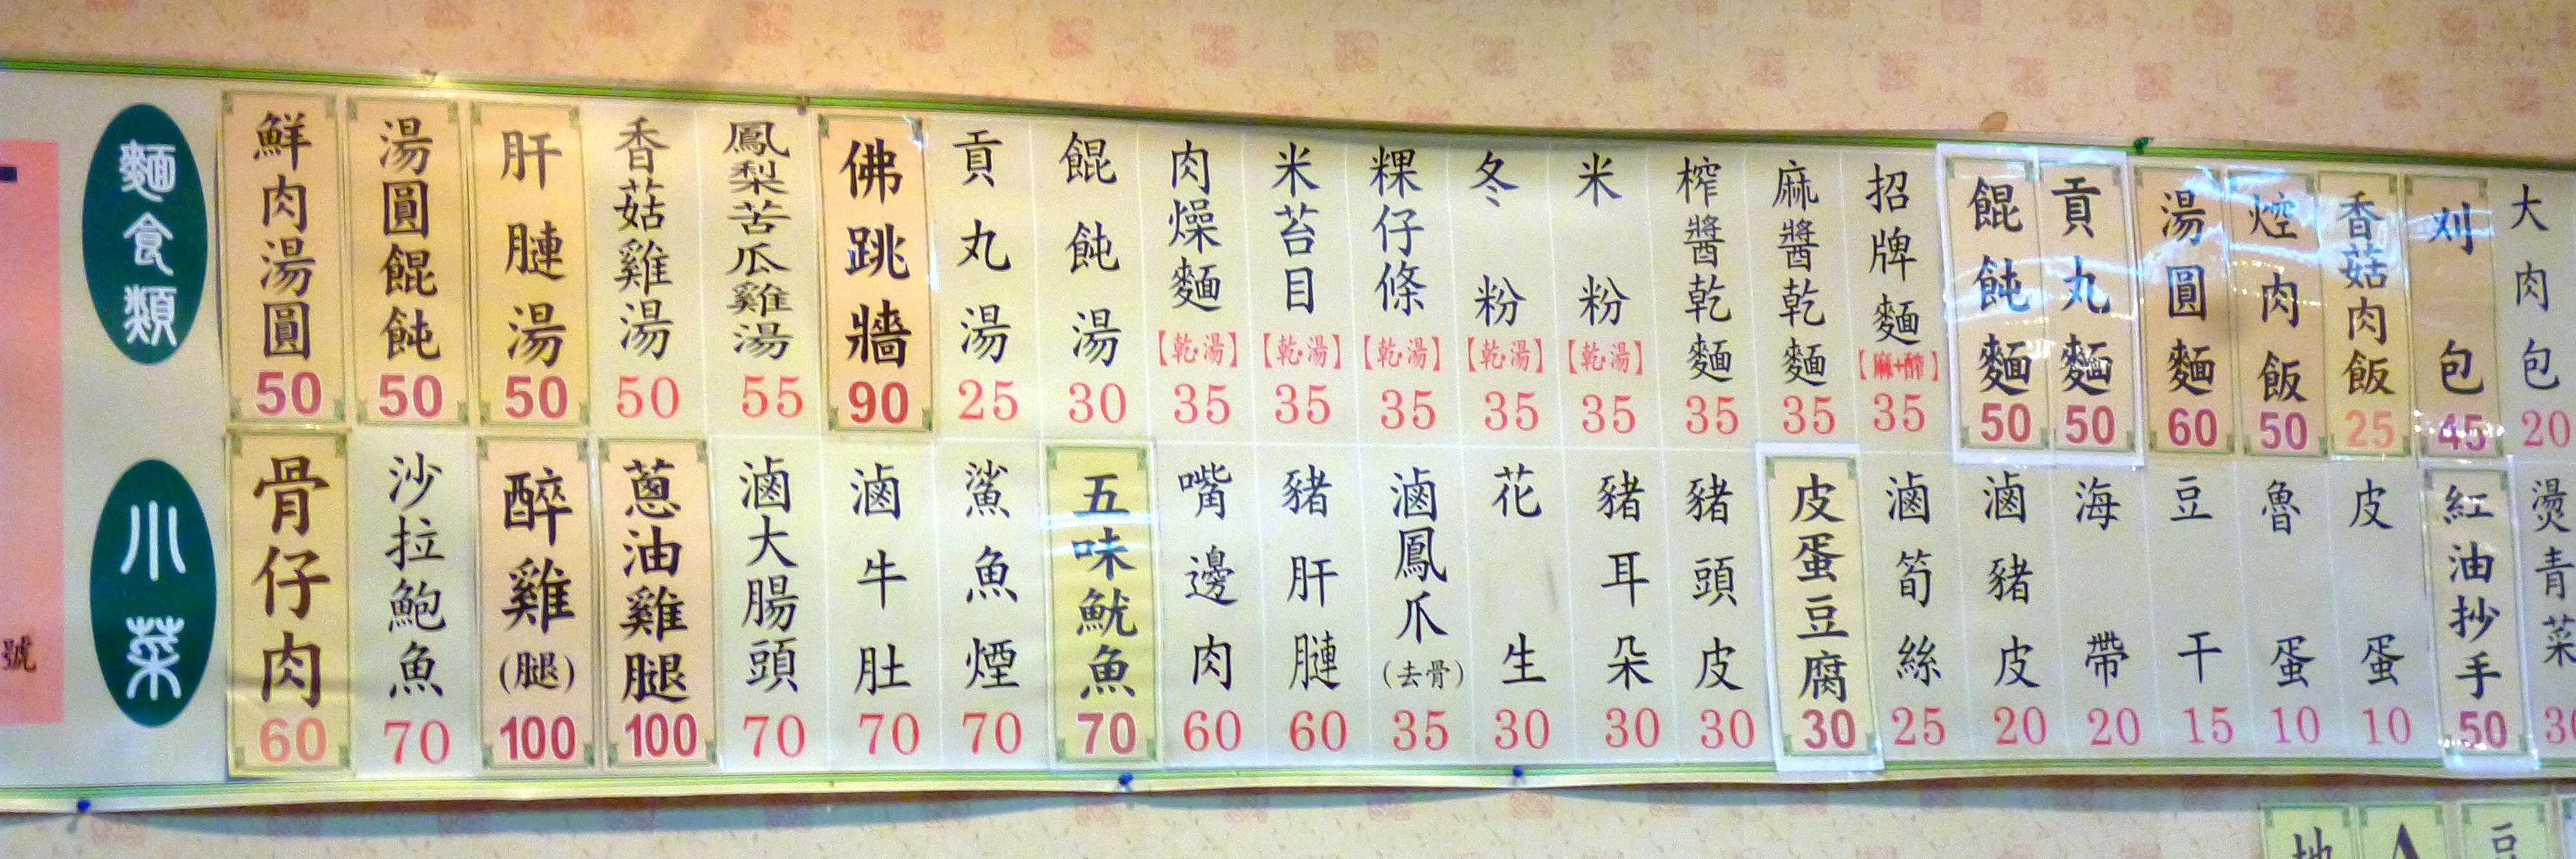 麵食類
鮮肉湯圓 50
湯圓餛飩 50
肝膁湯 50
香菇雞湯 50
鳳梨苦瓜雞湯 55
佛跳牆 90
貢丸湯 25
餛飩湯 30
肉燥麵【乾·湯】35
米苔目【乾·湯】35
粿仔條【乾·湯】35
冬粉【乾·湯】35
米粉【乾·湯】35
榨醬乾麵 35
麻醬乾麵 35
招牌麵【麻+醡】35
餛飩麵 50
貢丸麵 50
湯圓麵 60
焢肉飯 50
香菇肉飯 25
刈包 45
大肉包 20
小菜
骨仔肉 60
沙拉鮑魚 70
醉雞(腿) 100
蔥油雞腿 100
滷大腸頭 70
滷牛肚 70
鯊魚煙 70
五味魷魚 70
嘴邊肉 60
豬肝膁 60
滷鳳爪(去骨) 35
花生 30
豬耳朵 30
豬頭皮 30
皮蛋豆腐 30
滷筍絲 25
滷豬皮 20
海帶 20
豆干 15
魯蛋 10
皮蛋 10
紅油抄手 50
燙青菜 30
號